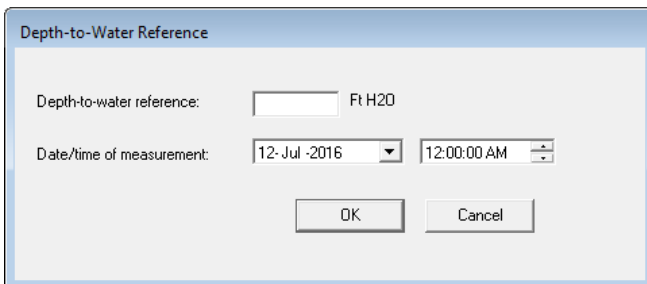 Depth-to-Water Reference
Depth-to-water reference: Ft H2O
Date/time of measurement: 12- Jul -2016 12:00:00 AM
OK Cancel